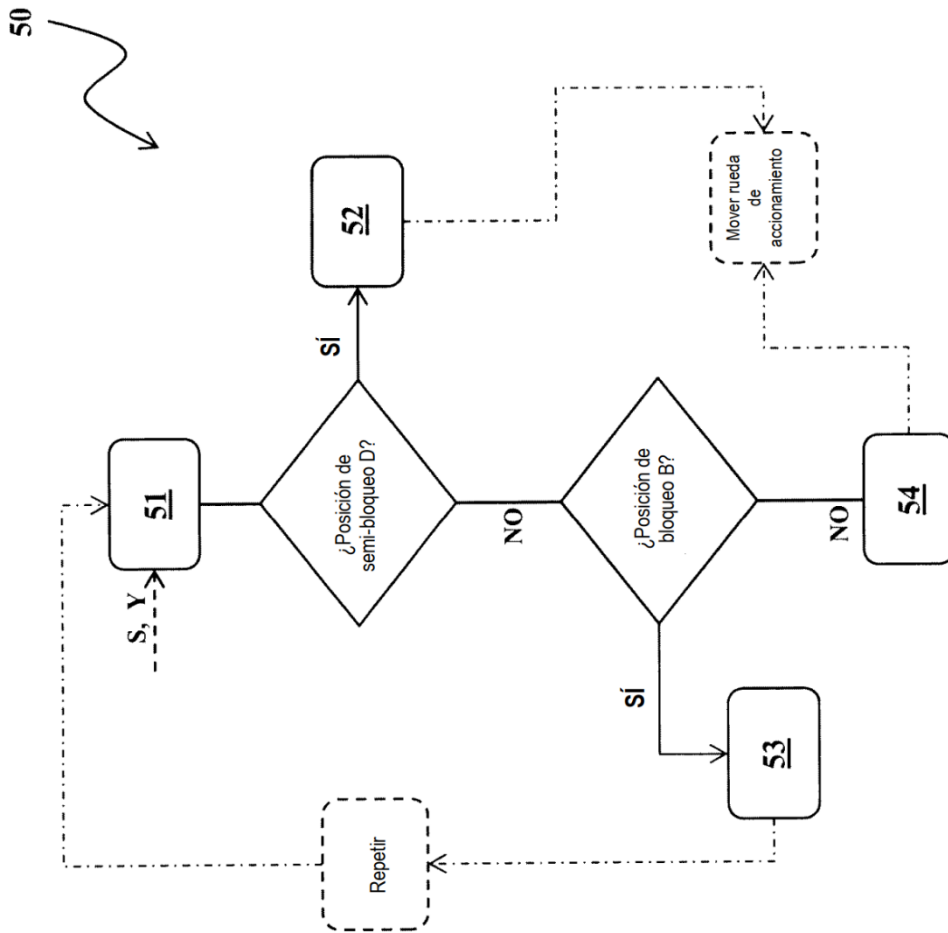 50
S, Y
51
¿Posición de
semi-bloqueo D?
SÍ
52
NO
¿Posición de
bloqueo B?
SÍ
53
NO
54
Repetir
Mover rueda
de
accionamiento